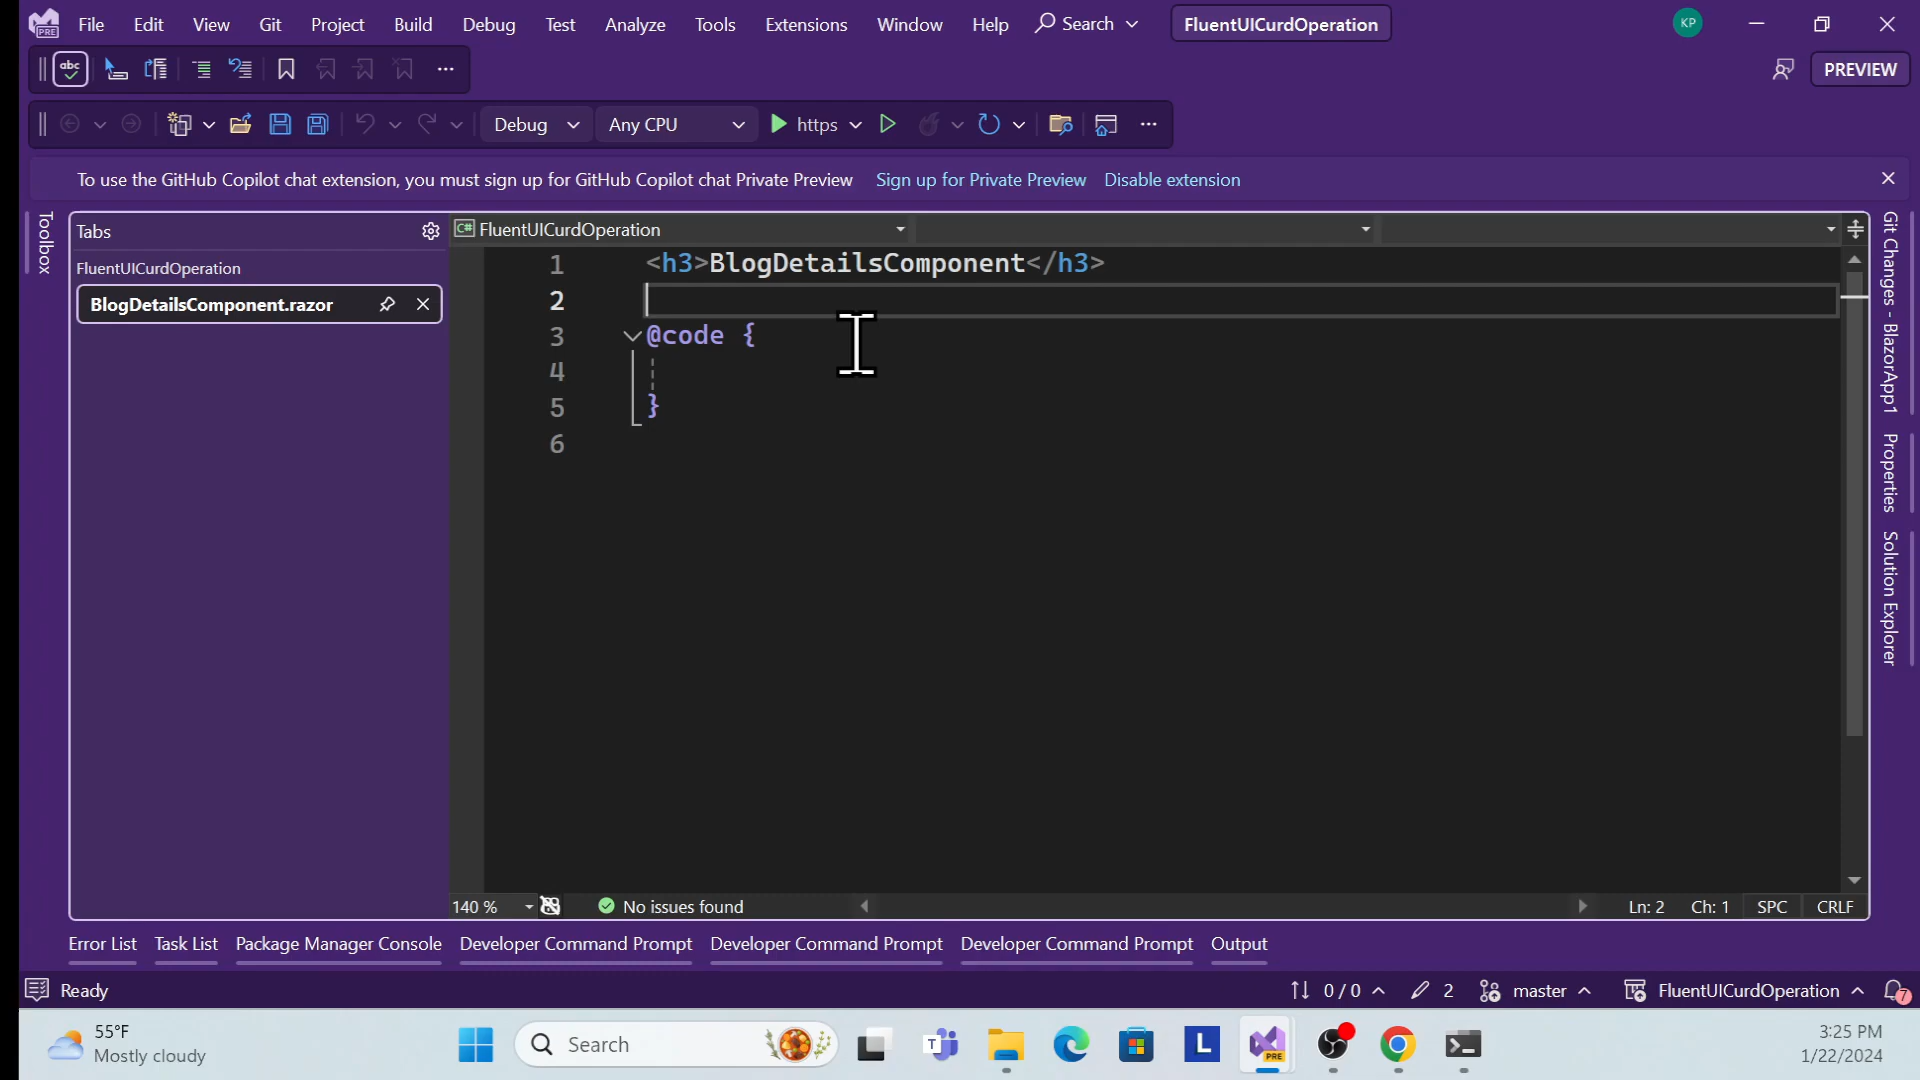 File Edit View Git Project Build Debug Test Analyze Tools Extensions Window Help Search FluentUICurdOperation KP
abc PREVIEW
Debug Any CPU https
To use the GitHub Copilot chat extension, you must sign up for GitHub Copilot chat Private Preview Sign up for Private Preview Disable extension
Toolbox
Tabs
FluentUICurdOperation
BlogDetailsComponent.razor
C# FluentUICurdOperation
1 <h3>BlogDetailsComponent</h3>
2
3 @code {
4
5 }
6
Git Changes - BlazorApp1
Properties
Solution Explorer
140 % No issues found Ln: 2 Ch: 1 SPC CRLF
Error List Task List Package Manager Console Developer Command Prompt Developer Command Prompt Developer Command Prompt Output
Ready 0 / 0 2 master FluentUICurdOperation 7
55°F
Mostly cloudy
Search
T
L
PRE
3:25 PM
1/22/2024